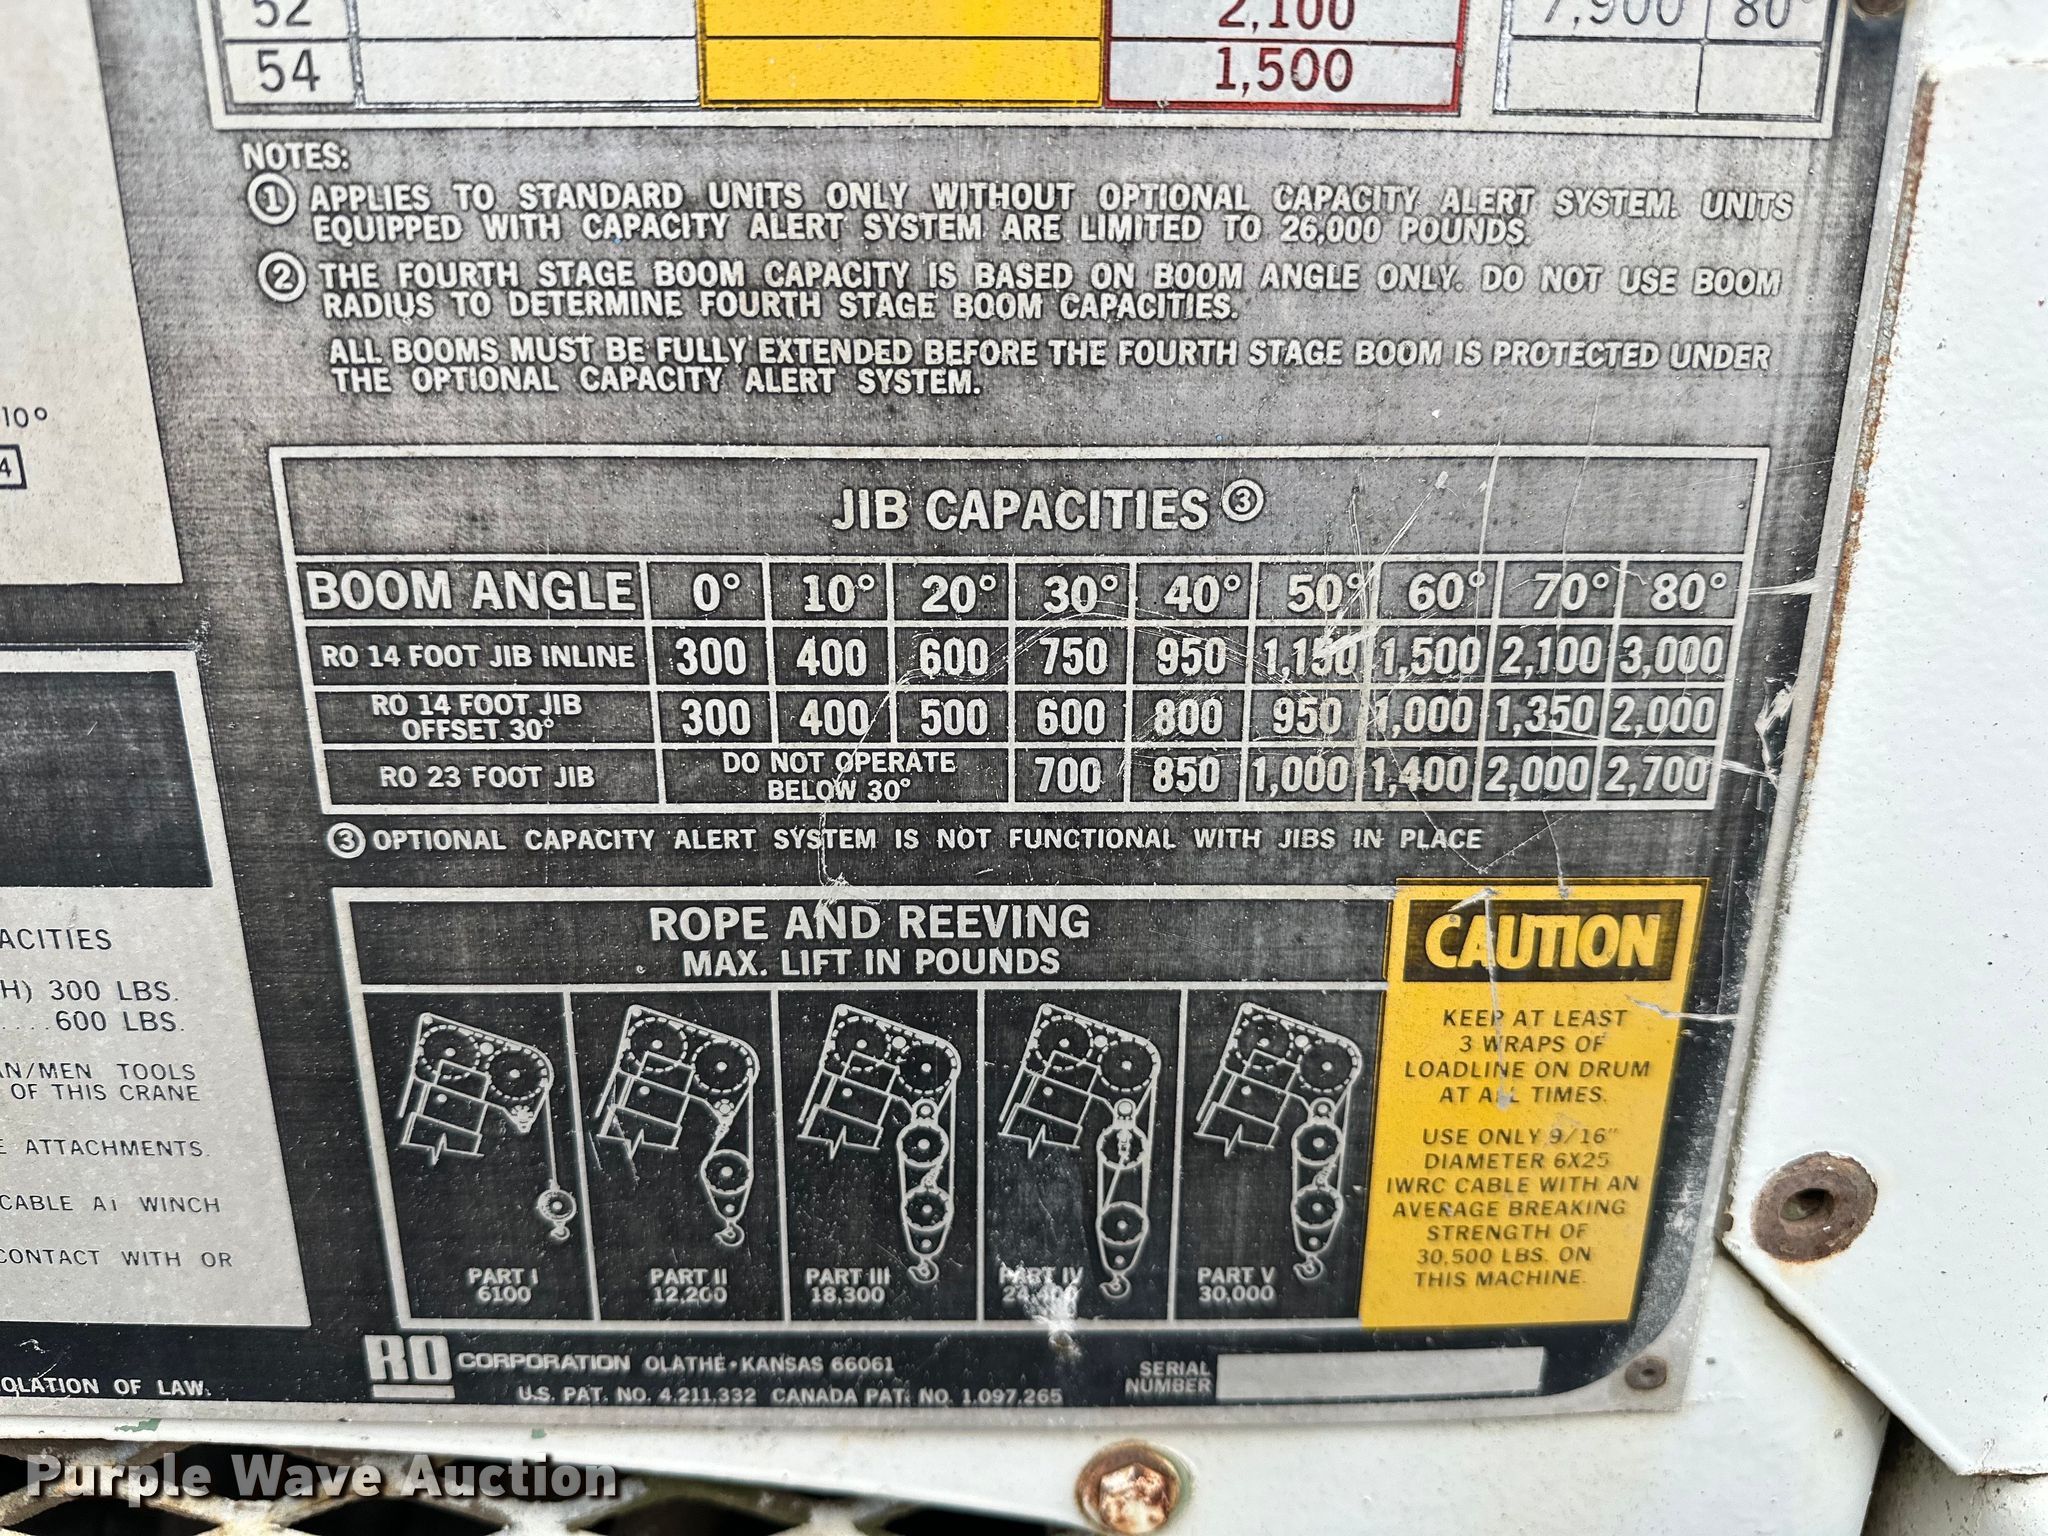 52 2,100 7,900 80°
54 1,500
NOTES:
① APPLIES TO STANDARD UNITS ONLY WITHOUT OPTIONAL CAPACITY ALERT SYSTEM. UNITS
EQUIPPED WITH CAPACITY ALERT SYSTEM ARE LIMITED TO 26,000 POUNDS.
② THE FOURTH STAGE BOOM CAPACITY IS BASED ON BOOM ANGLE ONLY. DO NOT USE BOOM
RADIUS TO DETERMINE FOURTH STAGE BOOM CAPACITIES.
ALL BOOMS MUST BE FULLY EXTENDED BEFORE THE FOURTH STAGE BOOM IS PROTECTED UNDER
THE OPTIONAL CAPACITY ALERT SYSTEM.
10°
4
JIB CAPACITIES ③
BOOM ANGLE 0° 10° 20° 30° 40° 50° 60° 70° 80°
RO 14 FOOT JIB INLINE 300 400 600 750 950 1,150 1,500 2,100 3,000
RO 14 FOOT JIB
OFFSET 30° 300 400 500 600 800 950 1,000 1,350 2,000
RO 23 FOOT JIB DO NOT OPERATE
BELOW 30° 700 850 1,000 1,400 2,000 2,700
③ OPTIONAL CAPACITY ALERT SYSTEM IS NOT FUNCTIONAL WITH JIBS IN PLACE
ACITIES
H) 300 LBS.
....600 LBS.
AN/MEN TOOLS
OF THIS CRANE
E ATTACHMENTS.
CABLE AT WINCH
CONTACT WITH OR
OLATION OF LAW.
ROPE AND REEVING
MAX. LIFT IN POUNDS
PART I
6100
PART II
12,200
PART III
18,300
PART IV
24,400
PART V
30,000
CAUTION
KEEP AT LEAST
3 WRAPS OF
LOADLINE ON DRUM
AT ALL TIMES.
USE ONLY 9/16"
DIAMETER 6X25
IWRC CABLE WITH AN
AVERAGE BREAKING
STRENGTH OF
30,500 LBS. ON
THIS MACHINE.
RO CORPORATION OLATHE • KANSAS 66061
U.S. PAT. NO. 4,211,332 CANADA PAT. NO. 1,097,265
SERIAL
NUMBER
Purple Wave Auction